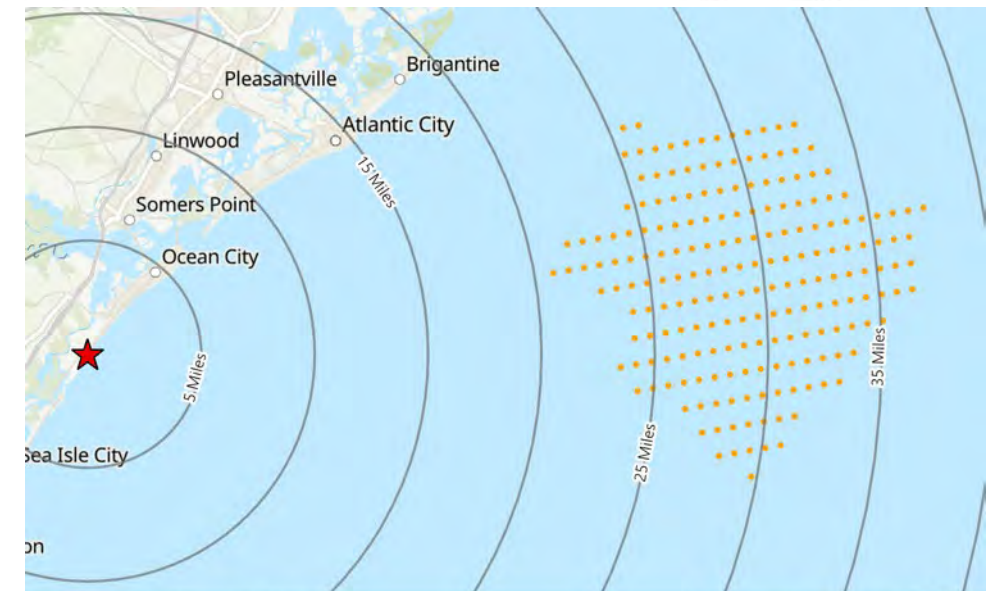 Brigantine
Pleasantville
Atlantic City
Linwood
15 Miles
Somers Point
Ocean City
5 Miles
35 Miles
Sea Isle City
25 Miles
on